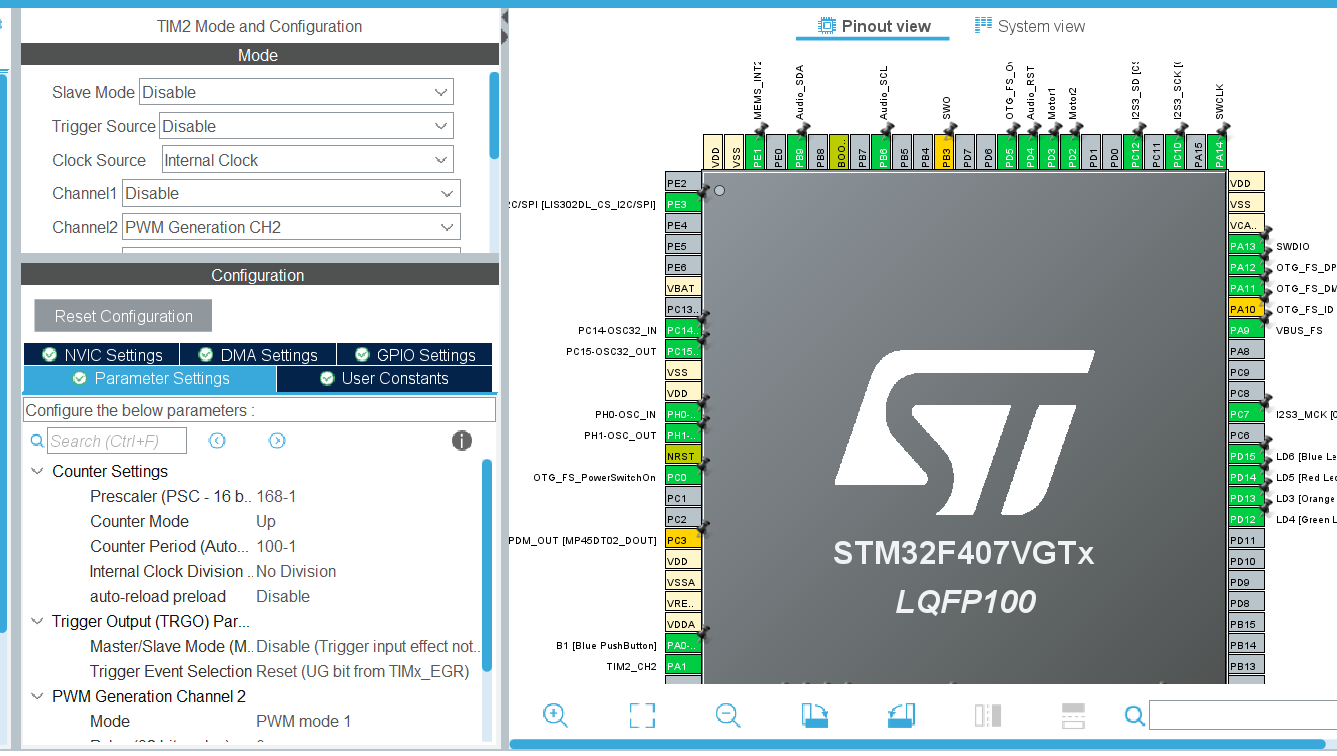 TIM2 Mode and Configuration
Mode
Slave Mode Disable
Trigger Source Disable
Clock Source Internal Clock
Channel1 Disable
Channel2 PWM Generation CH2
Configuration
Reset Configuration
NVIC Settings DMA Settings GPIO Settings
Parameter Settings User Constants
Configure the below parameters :
Search (Ctrl+F)
Counter Settings
Prescaler (PSC - 16 b.. 168-1
Counter Mode Up
Counter Period (Auto... 100-1
Internal Clock Division .. No Division
auto-reload preload Disable
Trigger Output (TRGO) Par...
Master/Slave Mode (M.. Disable (Trigger input effect not...
Trigger Event Selection Reset (UG bit from TIMx_EGR)
PWM Generation Channel 2
Mode PWM mode 1
Pinout view System view
MEMS_INT2 Audio_SDA Audio_SCL SWO OTG_FS_O Audio_RST Motor1 Motor2 I2S3_SD [CS I2S3_SCK [( SWCLK
VDD VSS PE1 PE0 PB9 PB8 BOO.. PB7 PB6 PB5 PB4 PB3 PD7 PD6 PD5 PD4 PD3 PD2 PD1 PD0 PC12 PC11 PC10 PA15 PA14
PE2
2C/SPI [LIS302DL_CS_I2C/SPI] PE3
PE4
PE5
PE6
VBAT
PC13..
PC14-OSC32_IN PC14..
PC15-OSC32_OUT PC15..
VSS
VDD
PH0-OSC_IN PH0-..
PH1-OSC_OUT PH1-..
NRST
OTG_FS_PowerSwitchOn PC0
PC1
PC2
PDM_OUT [MP45DT02_DOUT] PC3
VDD
VSSA
VRE..
VDDA
B1 [Blue PushButton] PA0-..
TIM2_CH2 PA1
STM32F407VGTx
LQFP100
VDD
VSS
VCA..
PA13 SWDIO
PA12 OTG_FS_DP
PA11 OTG_FS_DM
PA10 OTG_FS_ID
PA9 VBUS_FS
PA8
PC9
PC8
PC7 I2S3_MCK [C
PC6
PD15 LD6 [Blue Le
PD14 LD5 [Red Led
PD13 LD3 [Orange
PD12 LD4 [Green L
PD11
PD10
PD9
PD8
PB15
PB14
PB13